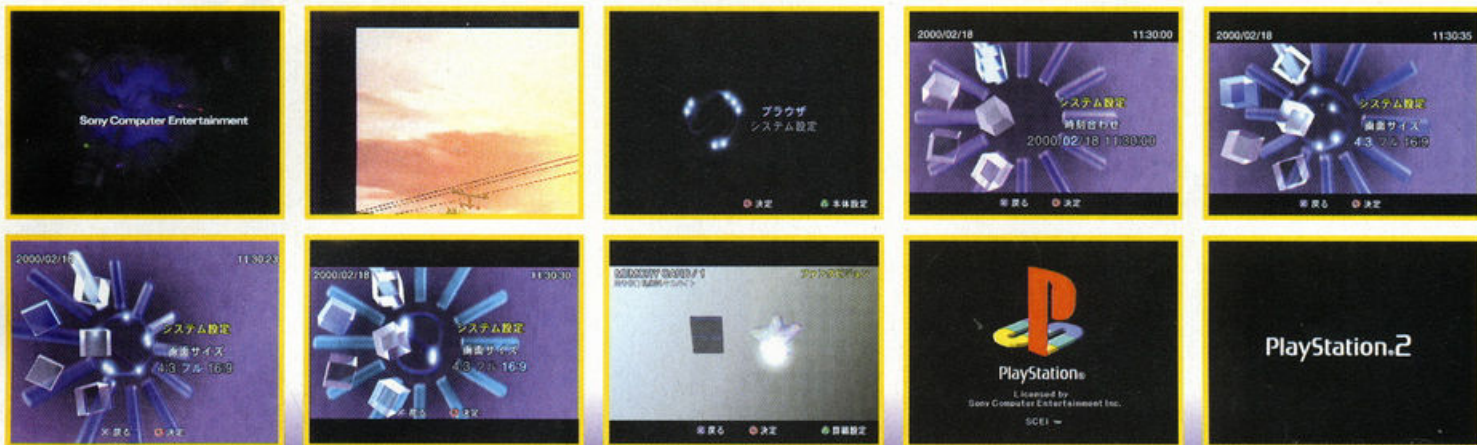 Sony Computer Entertainment
ブラウザ
システム設定
決定 本体設定
2000/02/18 11:30:00
システム設定
時刻合わせ
2000/02/18 11:30:00
戻る 決定
2000/02/18 11:30:35
システム設定
画面サイズ
4:3 フル 16:9
戻る 決定
2000/02/18 11:30:23
システム設定
画面サイズ
4:3 フル 16:9
戻る 決定
2000/02/18 11:30:30
システム設定
画面サイズ
4:3 フル 16:9
戻る 決定
MEMORY CARD / 1
戻る 決定 詳細設定
PlayStation®
Licensed by
Sony Computer Entertainment Inc.
SCEI ™
PlayStation®2